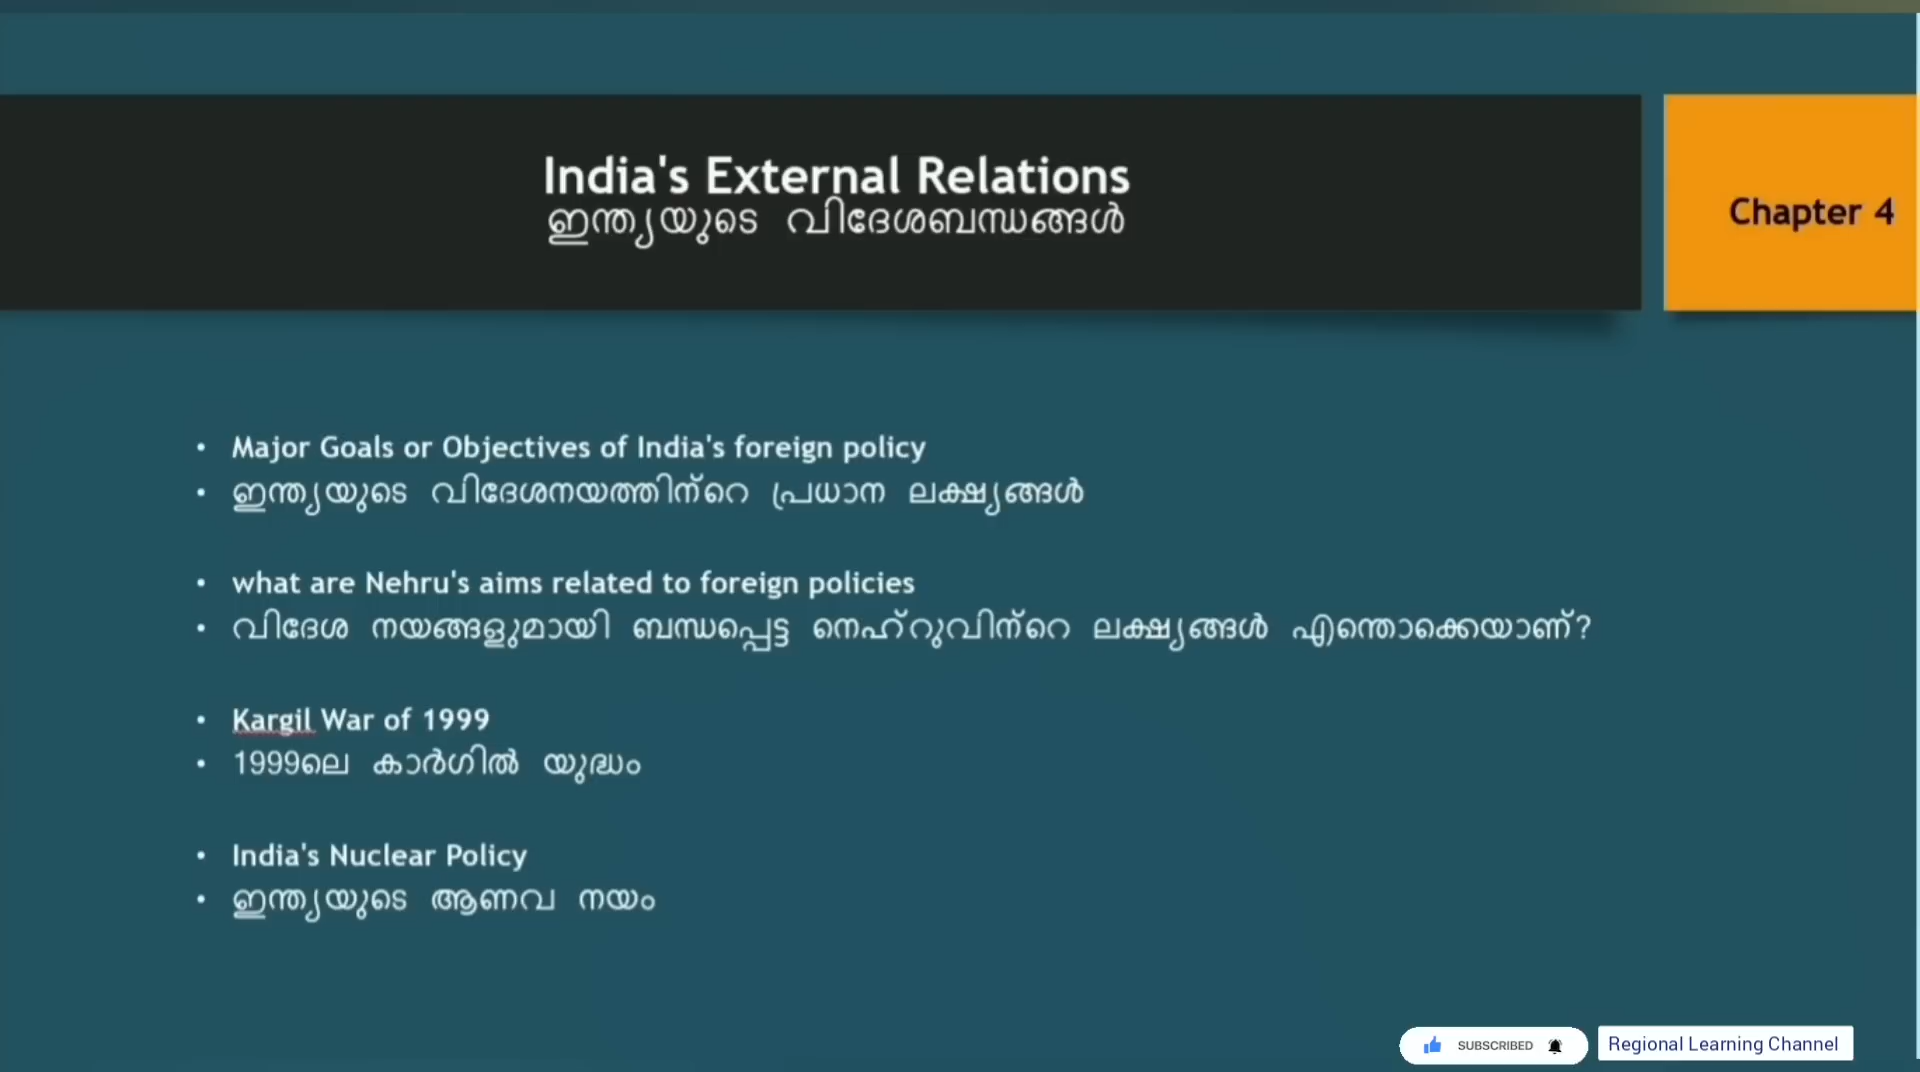 India's External Relations
ഇന്ത്യയുടെ വിദേശബന്ധങ്ങൾ
Chapter 4
• Major Goals or Objectives of India's foreign policy
• ഇന്ത്യയുടെ വിദേശനയത്തിന്റെ പ്രധാന ലക്ഷ്യങ്ങൾ
• what are Nehru's aims related to foreign policies
• വിദേശ നയങ്ങളുമായി ബന്ധപ്പെട്ട നെഹ്റുവിന്റെ ലക്ഷ്യങ്ങൾ എന്തൊക്കെയാണ്?
• Kargil War of 1999
• 1999ലെ കാർഗിൽ യുദ്ധം
• India's Nuclear Policy
• ഇന്ത്യയുടെ ആണവ നയം
SUBSCRIBED
Regional Learning Channel